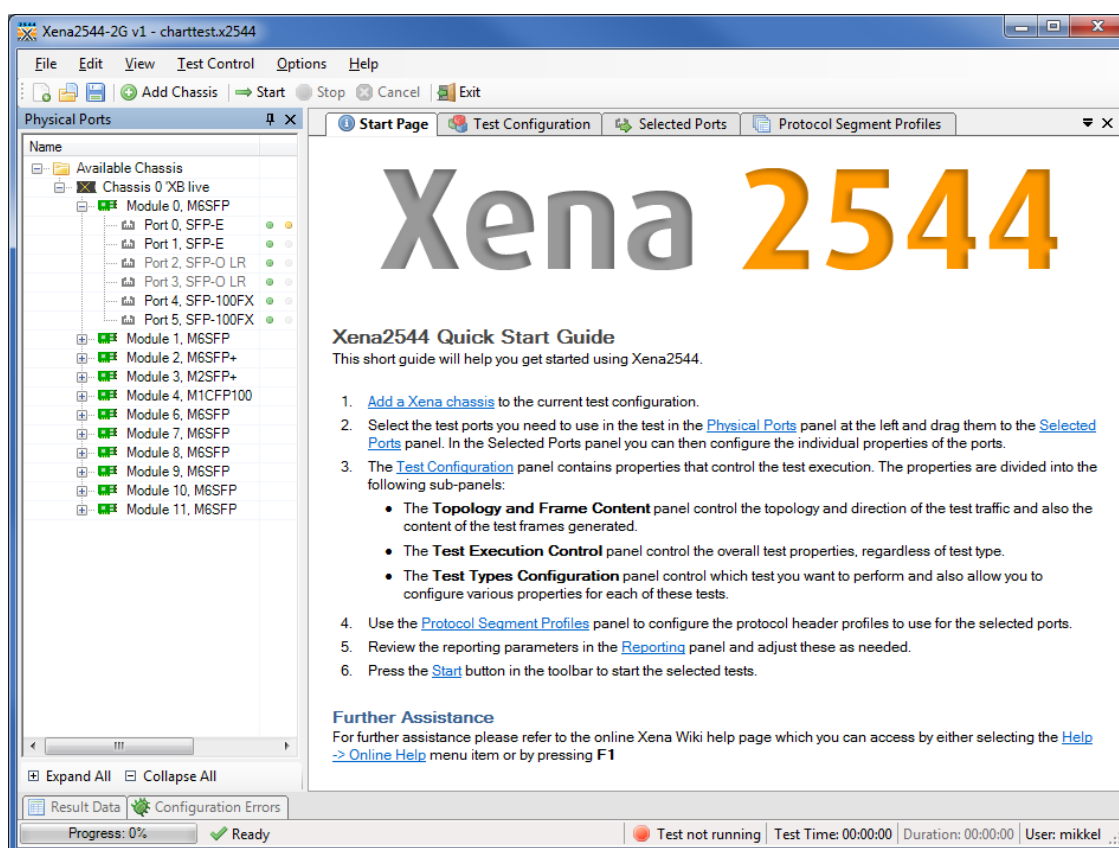 Xena2544-2G v1 - charttest.x2544
File Edit View Test Control Options Help
Add Chassis Start Stop Cancel Exit
Physical Ports
Name
Available Chassis
Chassis 0 'XB live
Module 0, M6SFP
Port 0, SFP-E
Port 1, SFP-E
Port 2, SFP-O LR
Port 3, SFP-O LR
Port 4, SFP-100FX
Port 5, SFP-100FX
Module 1, M6SFP
Module 2, M6SFP+
Module 3, M2SFP+
Module 4, M1CFP100
Module 6, M6SFP
Module 7, M6SFP
Module 8, M6SFP
Module 9, M6SFP
Module 10, M6SFP
Module 11, M6SFP
Expand All Collapse All
Start Page Test Configuration Selected Ports Protocol Segment Profiles
Xena 2544
Xena2544 Quick Start Guide
This short guide will help you get started using Xena2544.
1. Add a Xena chassis to the current test configuration.
2. Select the test ports you need to use in the test in the Physical Ports panel at the left and drag them to the Selected
Ports panel. In the Selected Ports panel you can then configure the individual properties of the ports.
3. The Test Configuration panel contains properties that control the test execution. The properties are divided into the
following sub-panels:
• The Topology and Frame Content panel control the topology and direction of the test traffic and also the
content of the test frames generated.
• The Test Execution Control panel control the overall test properties, regardless of test type.
• The Test Types Configuration panel control which test you want to perform and also allow you to
configure various properties for each of these tests.
4. Use the Protocol Segment Profiles panel to configure the protocol header profiles to use for the selected ports.
5. Review the reporting parameters in the Reporting panel and adjust these as needed.
6. Press the Start button in the toolbar to start the selected tests.
Further Assistance
For further assistance please refer to the online Xena Wiki help page which you can access by either selecting the Help
-> Online Help menu item or by pressing F1
Result Data Configuration Errors
Progress: 0% Ready Test not running Test Time: 00:00:00 Duration: 00:00:00 User: mikkel